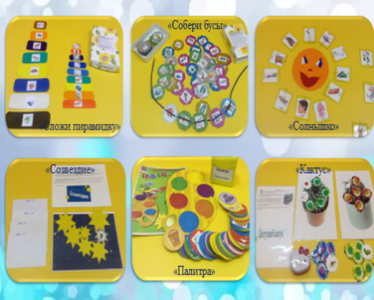 «Собери бусы»
«Сложи пирамидку»
«Солнышко»
«Созвездие»
«Кактус»
«Палитра»